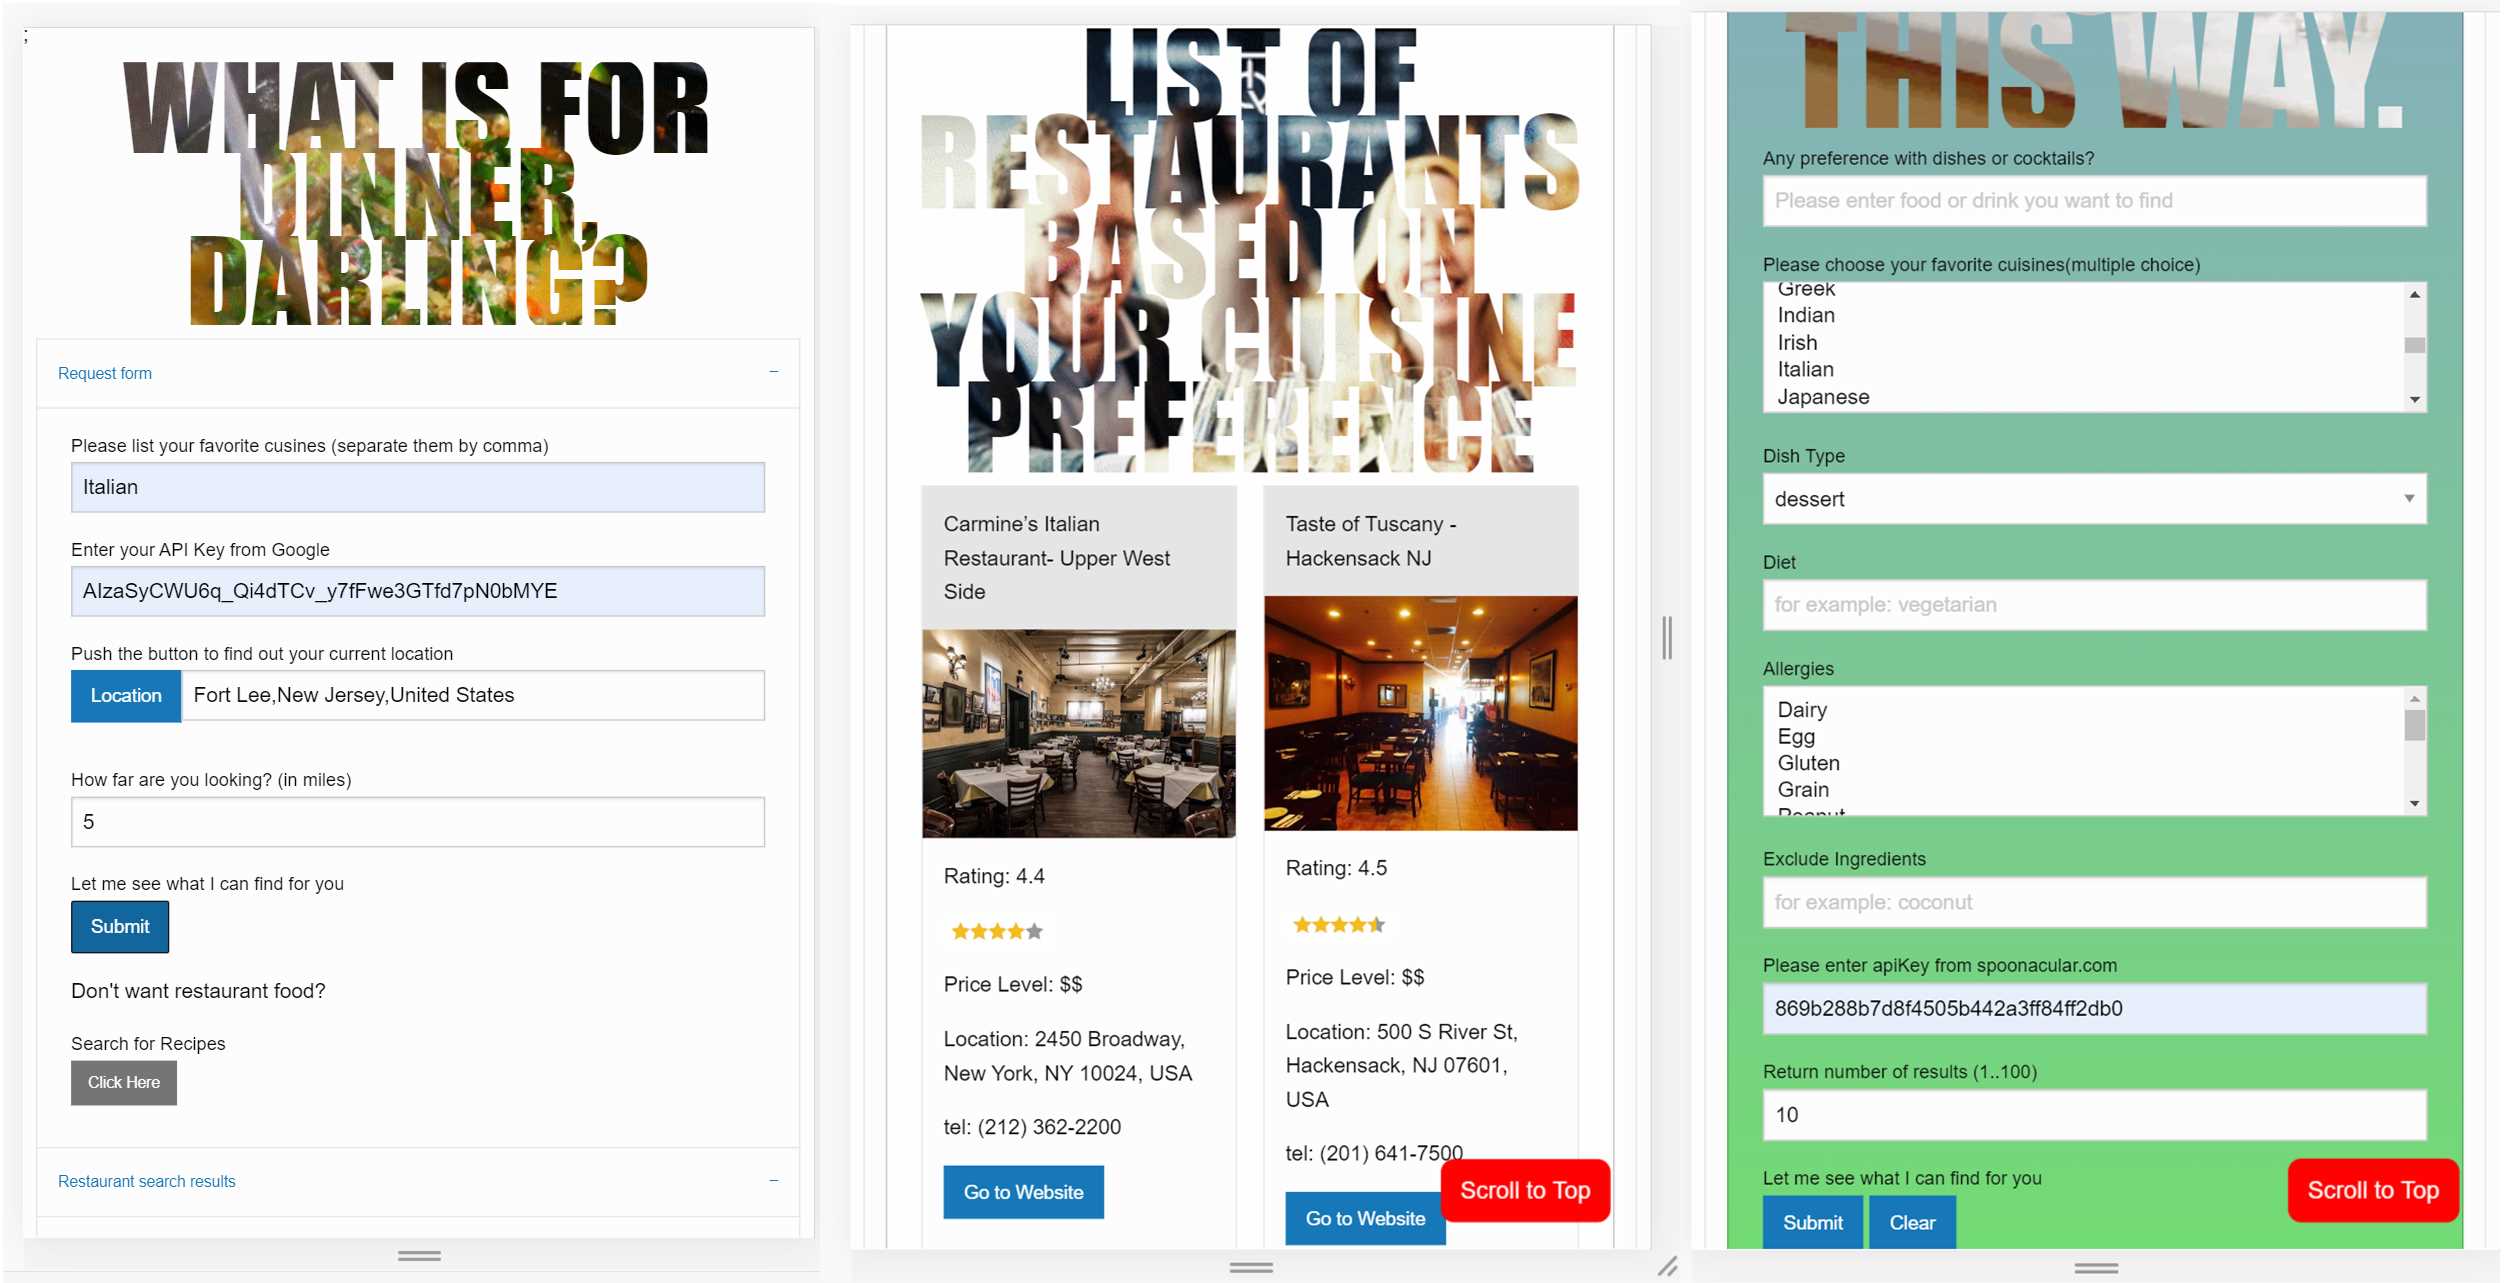 ;
WHAT IS FOR
DINNER,
DARLING?
Request form
–
Please list your favorite cusines (separate them by comma)
Italian
Enter your API Key from Google
AIzaSyCWU6q_Qi4dTCv_y7fFwe3GTfd7pN0bMYE
Push the button to find out your current location
Location
Fort Lee,New Jersey,United States
How far are you looking? (in miles)
5
Let me see what I can find for you
Submit
Don't want restaurant food?
Search for Recipes
Click Here
Restaurant search results
–
LIST OF
RESTAURANTS
BASED ON
YOUR CUISINE
PREFERENCE
Carmine’s Italian
Restaurant- Upper West
Side
Rating: 4.4
Price Level: $$
Location: 2450 Broadway,
New York, NY 10024, USA
tel: (212) 362-2200
Go to Website
Taste of Tuscany -
Hackensack NJ
Rating: 4.5
Price Level: $$
Location: 500 S River St,
Hackensack, NJ 07601,
USA
tel: (201) 641-7500
Go to Website
Scroll to Top
THIS WAY.
Any preference with dishes or cocktails?
Please enter food or drink you want to find
Please choose your favorite cuisines(multiple choice)
Greek
Indian
Irish
Italian
Japanese
Dish Type
dessert
Diet
for example: vegetarian
Allergies
Dairy
Egg
Gluten
Grain
Peanut
Exclude Ingredients
for example: coconut
Please enter apiKey from spoonacular.com
869b288b7d8f4505b442a3ff84ff2db0
Return number of results (1..100)
10
Let me see what I can find for you
Submit
Clear
Scroll to Top